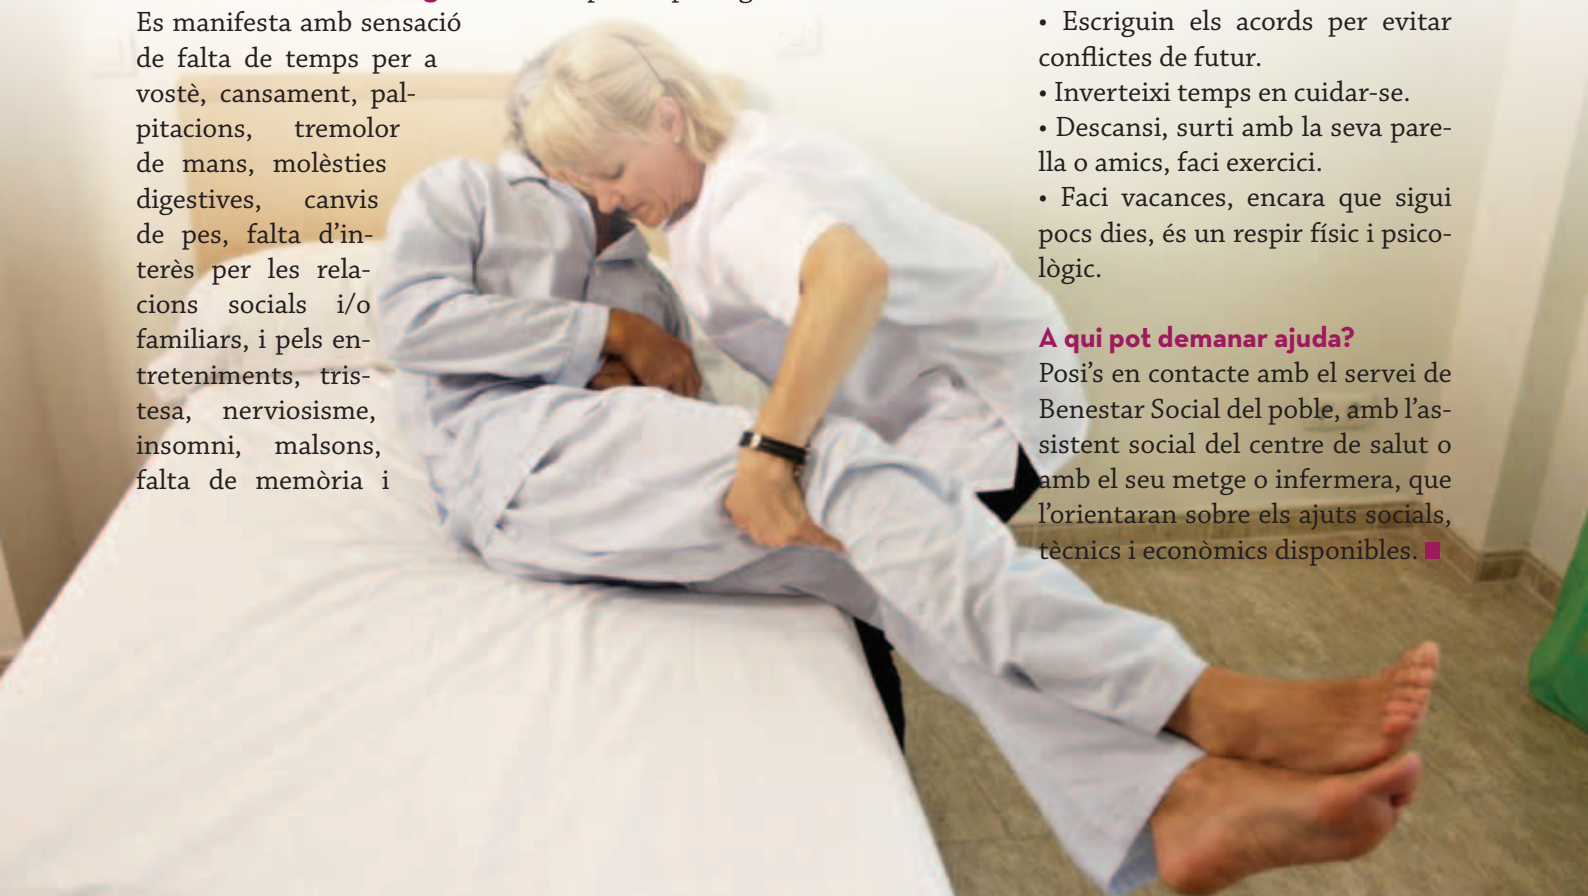 Es manifesta amb sensació
de falta de temps per a
vostè, cansament, pal-
pitacions, tremolor
de mans, molèsties
digestives, canvis
de pes, falta d'in-
terès per les rela-
cions socials i/o
familiars, i pels en-
treteniments, tris-
tesa, nerviosisme,
insomni, malsons,
falta de memòria i
• Escriguin els acords per evitar
conflictes de futur.
• Inverteixi temps en cuidar-se.
• Descansi, surti amb la seva pare-
lla o amics, faci exercici.
• Faci vacances, encara que sigui
pocs dies, és un respir físic i psico-
lògic.
A qui pot demanar ajuda?
Posi's en contacte amb el servei de
Benestar Social del poble, amb l'as-
sistent social del centre de salut o
amb el seu metge o infermera, que
l'orientaran sobre els ajuts socials,
tècnics i econòmics disponibles.